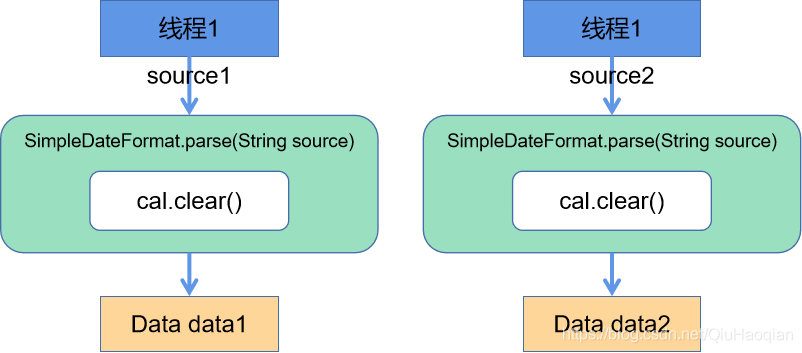 线程1
source1
SimpleDateFormat.parse(String source)
cal.clear()
Data data1
线程1
source2
SimpleDateFormat.parse(String source)
cal.clear()
Data data2
https://blog.csdn.net/QiuHaoqian